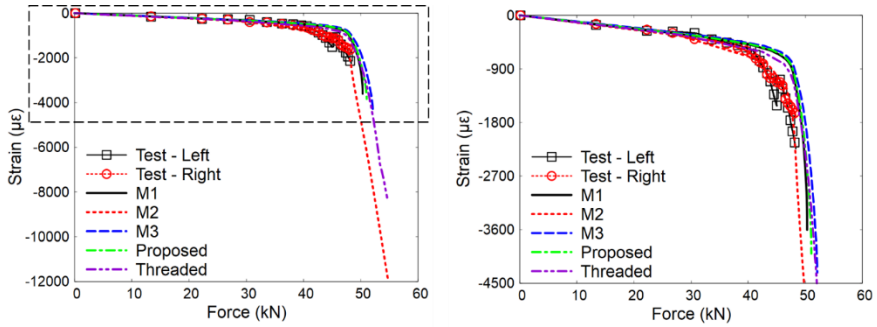 0
-2000
-4000
-6000
-8000
-10000
-12000
Strain (με)
Test - Left
Test - Right
M1
M2
M3
Proposed
Threaded
0 10 20 30 40 50 60
Force (kN)
0
-900
-1800
-2700
-3600
-4500
Strain (με)
Test - Left
Test - Right
M1
M2
M3
Proposed
Threaded
0 10 20 30 40 50 60
Force (kN)